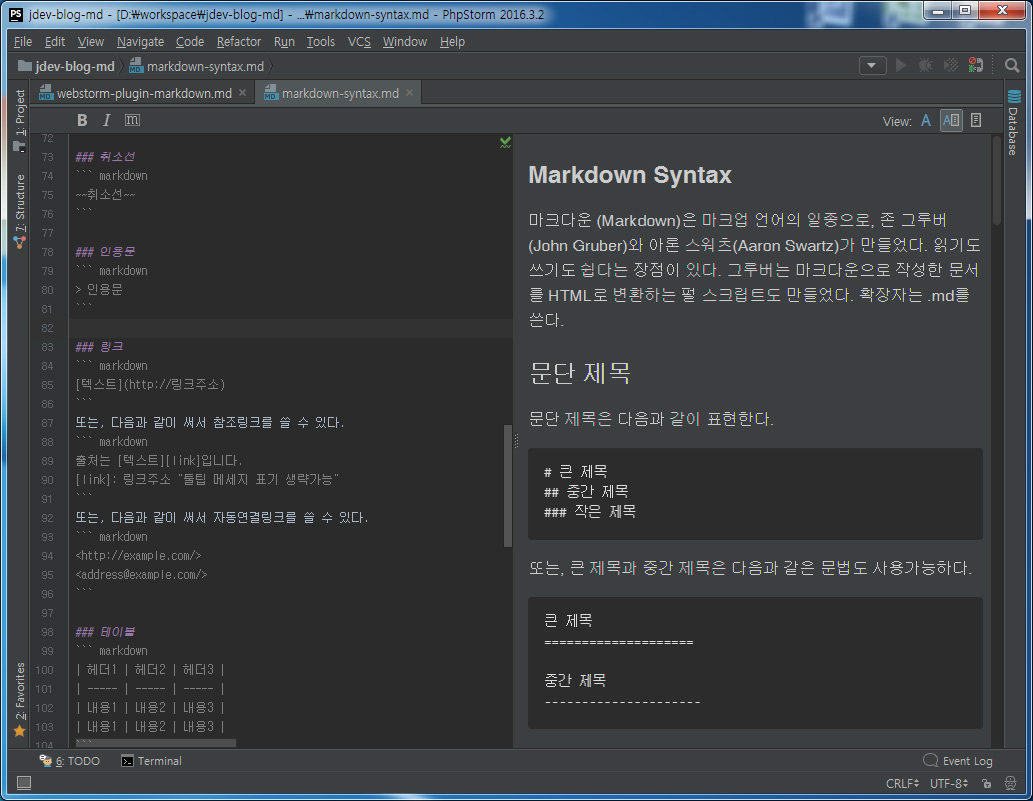 jdev-blog-md - [D:₩workspace₩jdev-blog-md] - ...₩markdown-syntax.md - PhpStorm 2016.3.2
File Edit View Navigate Code Refactor Run Tools VCS Window Help
jdev-blog-md markdown-syntax.md
webstorm-plugin-markdown.md × markdown-syntax.md ×
B I m View: A A
1: Project
7: Structure
2: Favorites
Database
72
73 ### 취소선
74 ``` markdown
75 ~~취소선~~
76 ```
77
78 ### 인용문
79 ``` markdown
80 > 인용문
81 ```
82
83 ### 링크
84 ``` markdown
85 [텍스트](http://링크주소)
86 ```
87 또는, 다음과 같이 써서 참조링크를 쓸 수 있다.
88 ``` markdown
89 출처는 [텍스트][link]입니다.
90 [link]: 링크주소 "툴팁 메세지 표기 생략가능"
91 ```
92 또는, 다음과 같이 써서 자동연결링크를 쓸 수 있다.
93 ``` markdown
94 <http://example.com/>
95 <address@example.com/>
96 ```
97
98 ### 테이블
99 ``` markdown
100 | 헤더1 | 헤더2 | 헤더3 |
101 | ----- | ----- | ----- |
102 | 내용1 | 내용2 | 내용3 |
103 | 내용1 | 내용2 | 내용3 |
104 ```
Markdown Syntax
마크다운 (Markdown)은 마크업 언어의 일종으로, 존 그루버
(John Gruber)와 아론 스워츠(Aaron Swartz)가 만들었다. 읽기도
쓰기도 쉽다는 장점이 있다. 그루버는 마크다운으로 작성한 문서
를 HTML로 변환하는 펄 스크립트도 만들었다. 확장자는 .md를
쓴다.
문단 제목
문단 제목은 다음과 같이 표현한다.
# 큰 제목
## 중간 제목
### 작은 제목
또는, 큰 제목과 중간 제목은 다음과 같은 문법도 사용가능하다.
큰 제목
====================
중간 제목
---------------------
6: TODO Terminal Event Log
CRLF UTF-8